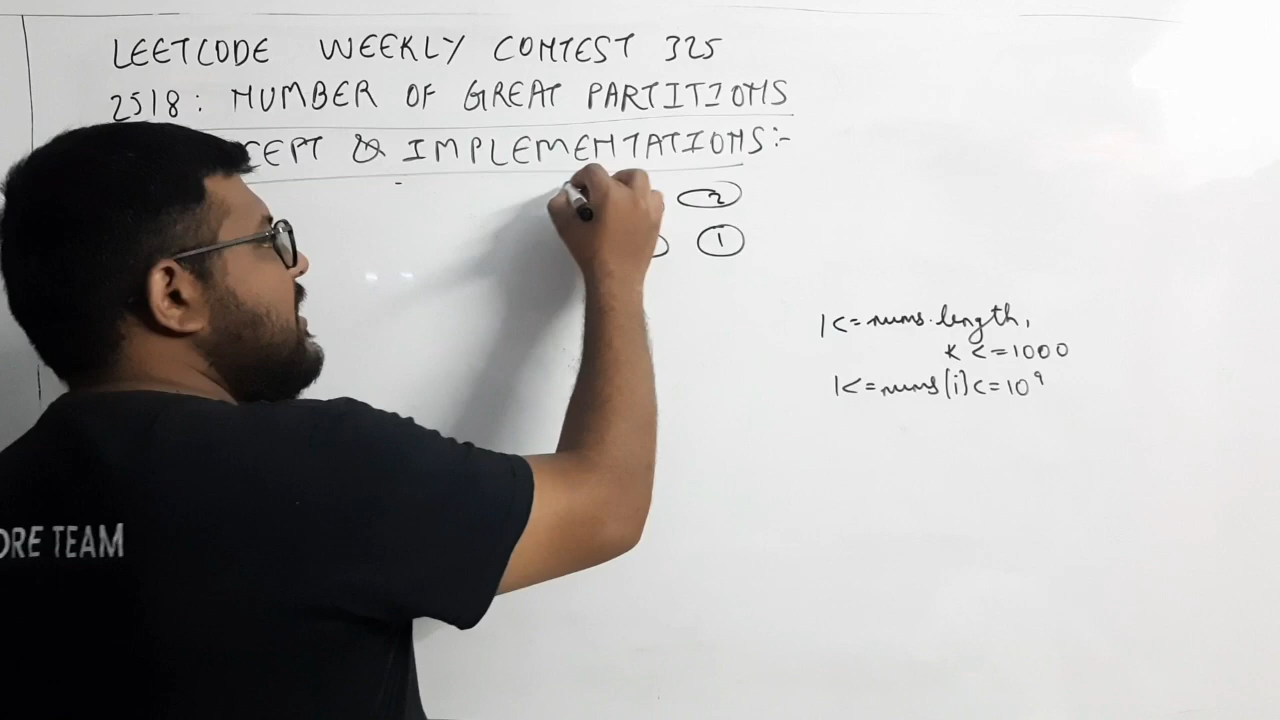 LEETCODE WEEKLY CONTEST 325
2518: NUMBER OF GREAT PARTITIONS
CEPT & IMPLEMENTATIONS:-
2
1
1<=nums.length,
K <=1000
1<=nums[i]<=10⁹
ORE TEAM